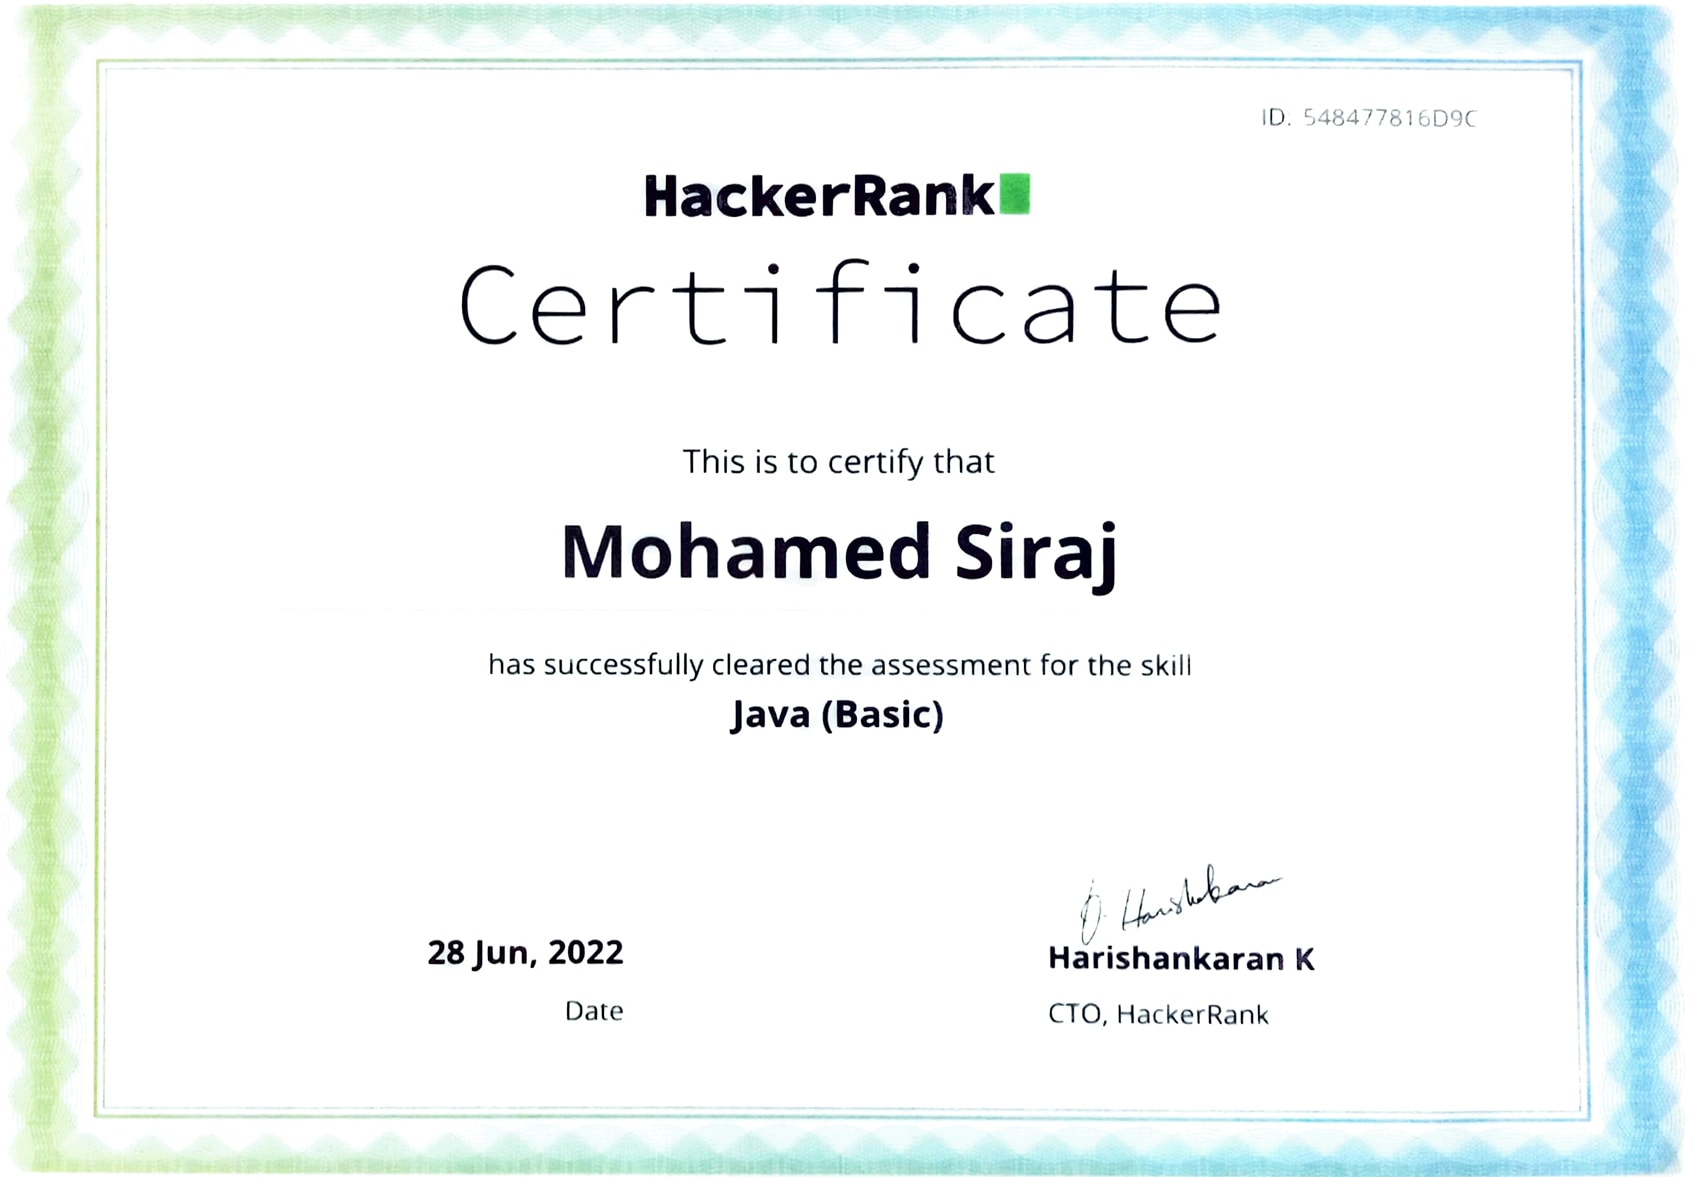 ID: 548477816D9C
HackerRank
Certificate
This is to certify that
Mohamed Siraj
has successfully cleared the assessment for the skill
Java (Basic)
28 Jun, 2022
Date
Harishankaran K
CTO, HackerRank